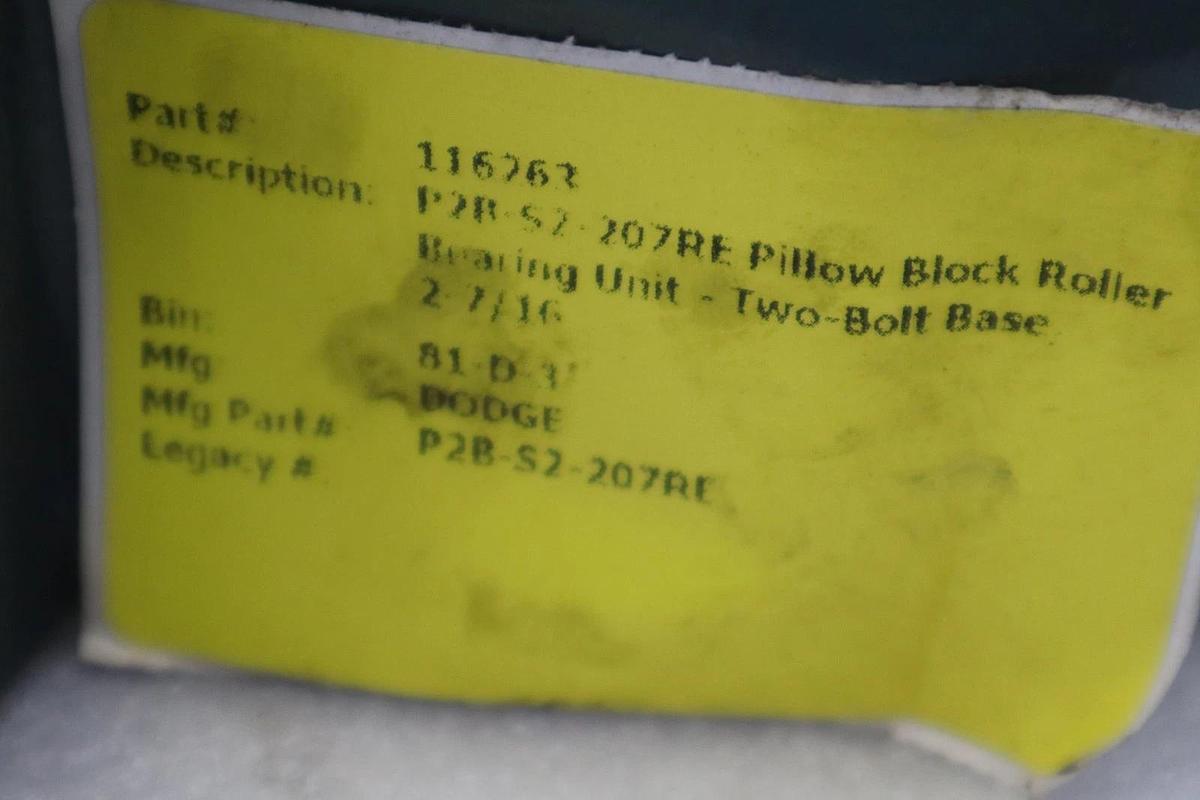 Part# 116263
Description: P2B-S2-207RE Pillow Block Roller
Bearing Unit - Two-Bolt Base
2-7/16
Bin: 81-D-3
Mfg DODGE
Mfg Part# P2B-S2-207RE
Legacy #